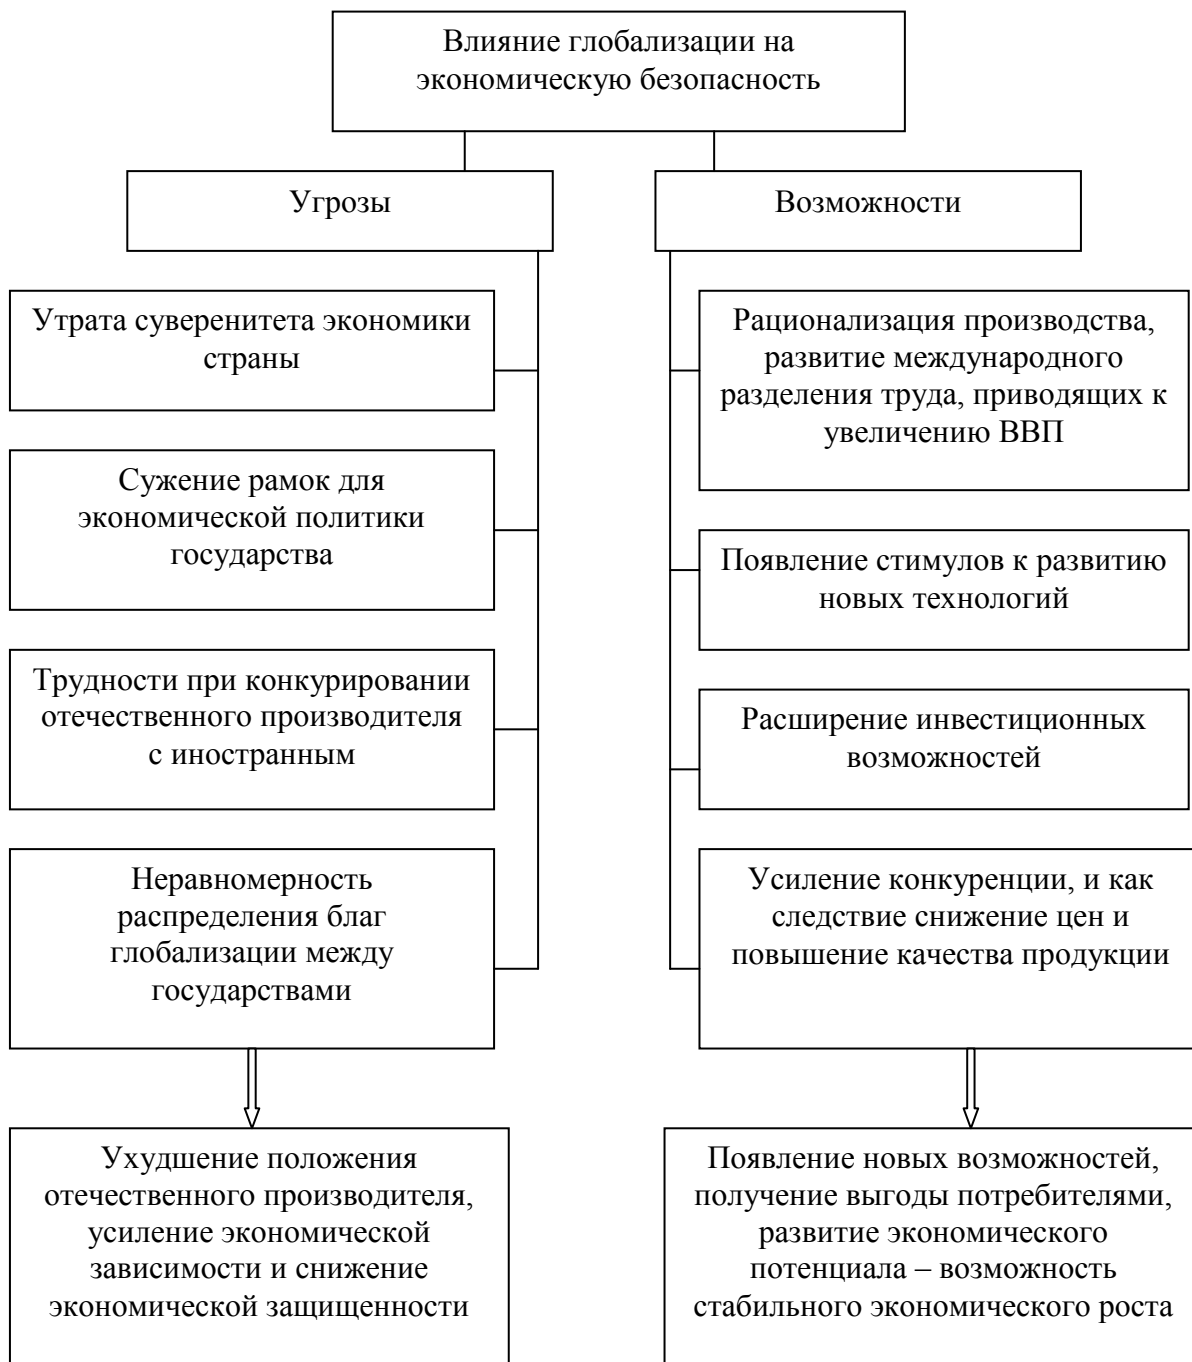 Влияние глобализации на
экономическую безопасность
Угрозы
Возможности
Утрата суверенитета экономики
страны
Сужение рамок для
экономической политики
государства
Трудности при конкурировании
отечественного производителя
с иностранным
Неравномерность
распределения благ
глобализации между
государствами
Ухудшение положения
отечественного производителя,
усиление экономической
зависимости и снижение
экономической защищенности
Рационализация производства,
развитие международного
разделения труда, приводящих к
увеличению ВВП
Появление стимулов к развитию
новых технологий
Расширение инвестиционных
возможностей
Усиление конкуренции, и как
следствие снижение цен и
повышение качества продукции
Появление новых возможностей,
получение выгоды потребителями,
развитие экономического
потенциала – возможность
стабильного экономического роста